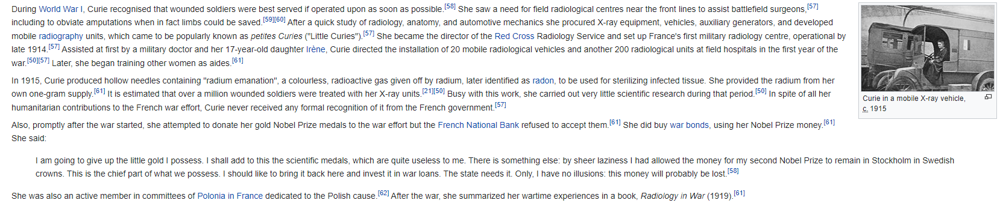 During World War I, Curie recognised that wounded soldiers were best served if operated upon as soon as possible.[58] She saw a need for field radiological centres near the front lines to assist battlefield surgeons,[57]
including to obviate amputations when in fact limbs could be saved.[59][60] After a quick study of radiology, anatomy, and automotive mechanics she procured X-ray equipment, vehicles, auxiliary generators, and developed
mobile radiography units, which came to be popularly known as petites Curies ("Little Curies").[57] She became the director of the Red Cross Radiology Service and set up France's first military radiology centre, operational by
late 1914.[57] Assisted at first by a military doctor and her 17-year-old daughter Irène, Curie directed the installation of 20 mobile radiological vehicles and another 200 radiological units at field hospitals in the first year of the
war.[50][57] Later, she began training other women as aides.[61]
In 1915, Curie produced hollow needles containing "radium emanation", a colourless, radioactive gas given off by radium, later identified as radon, to be used for sterilizing infected tissue. She provided the radium from her
own one-gram supply.[61] It is estimated that over a million wounded soldiers were treated with her X-ray units.[21][50] Busy with this work, she carried out very little scientific research during that period.[50] In spite of all her
humanitarian contributions to the French war effort, Curie never received any formal recognition of it from the French government.[57]
Also, promptly after the war started, she attempted to donate her gold Nobel Prize medals to the war effort but the French National Bank refused to accept them.[61] She did buy war bonds, using her Nobel Prize money.[61]
She said:
I am going to give up the little gold I possess. I shall add to this the scientific medals, which are quite useless to me. There is something else: by sheer laziness I had allowed the money for my second Nobel Prize to remain in Stockholm in Swedish
crowns. This is the chief part of what we possess. I should like to bring it back here and invest it in war loans. The state needs it. Only, I have no illusions: this money will probably be lost.[58]
She was also an active member in committees of Polonia in France dedicated to the Polish cause.[62] After the war, she summarized her wartime experiences in a book, Radiology in War (1919).[61]
Curie in a mobile X-ray vehicle,
c. 1915